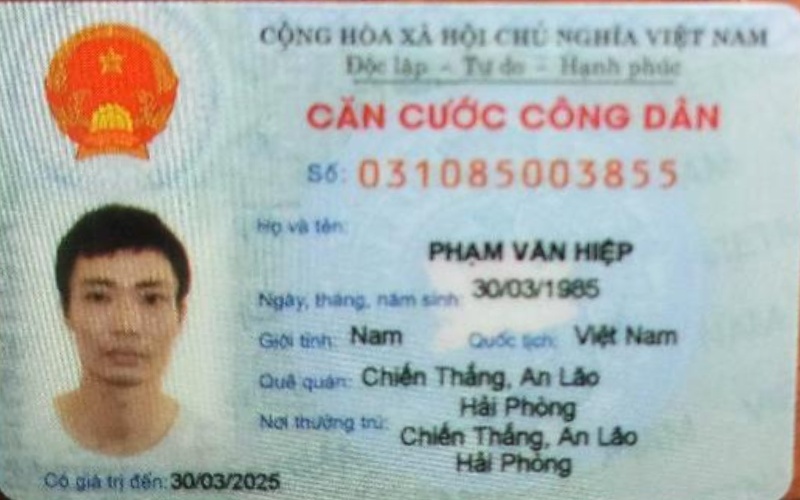 CỘNG HÒA XÃ HỘI CHỦ NGHĨA VIỆT NAM
Độc lập - Tự do - Hạnh phúc
CĂN CƯỚC CÔNG DÂN
Số: 031085003855
Họ và tên:
PHẠM VĂN HIỆP
Ngày, tháng, năm sinh: 30/03/1985
Giới tính: Nam Quốc tịch: Việt Nam
Quê quán: Chiến Thắng, An Lão
Hải Phòng
Nơi thường trú: Chiến Thắng, An Lão
Hải Phòng
Có giá trị đến: 30/03/2025